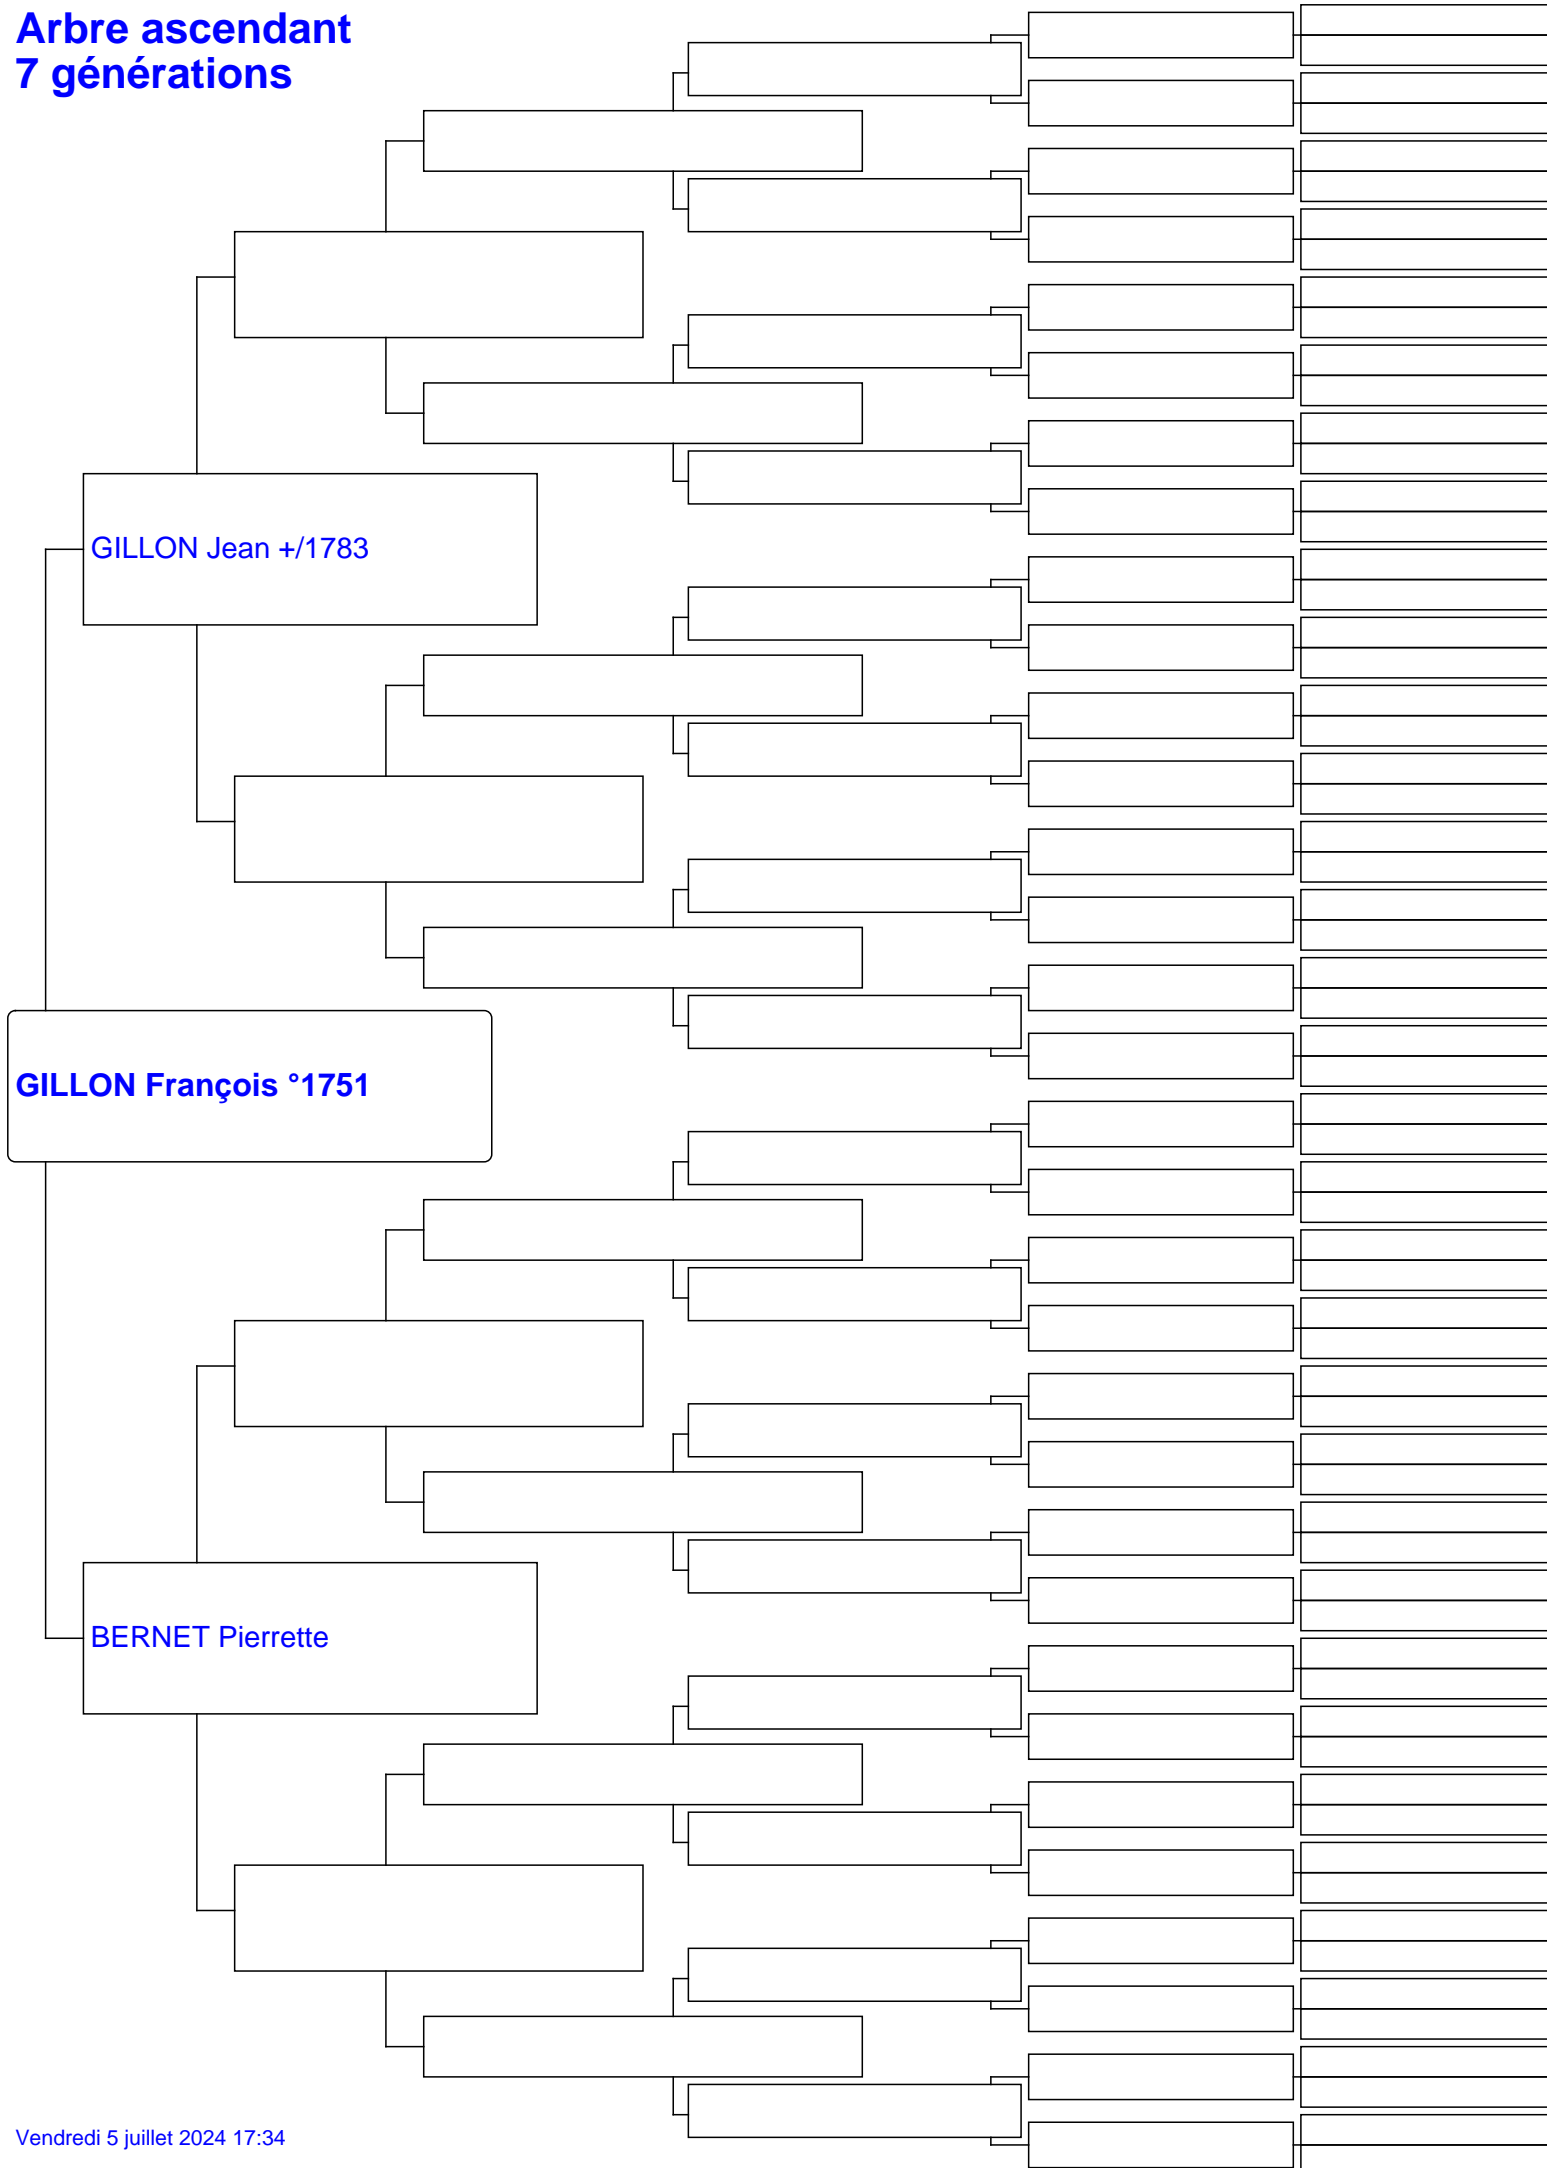 Arbre ascendant
7 générations
GILLON Jean +/1783
GILLON François °1751
BERNET Pierrette
Vendredi 5 juillet 2024 17:34